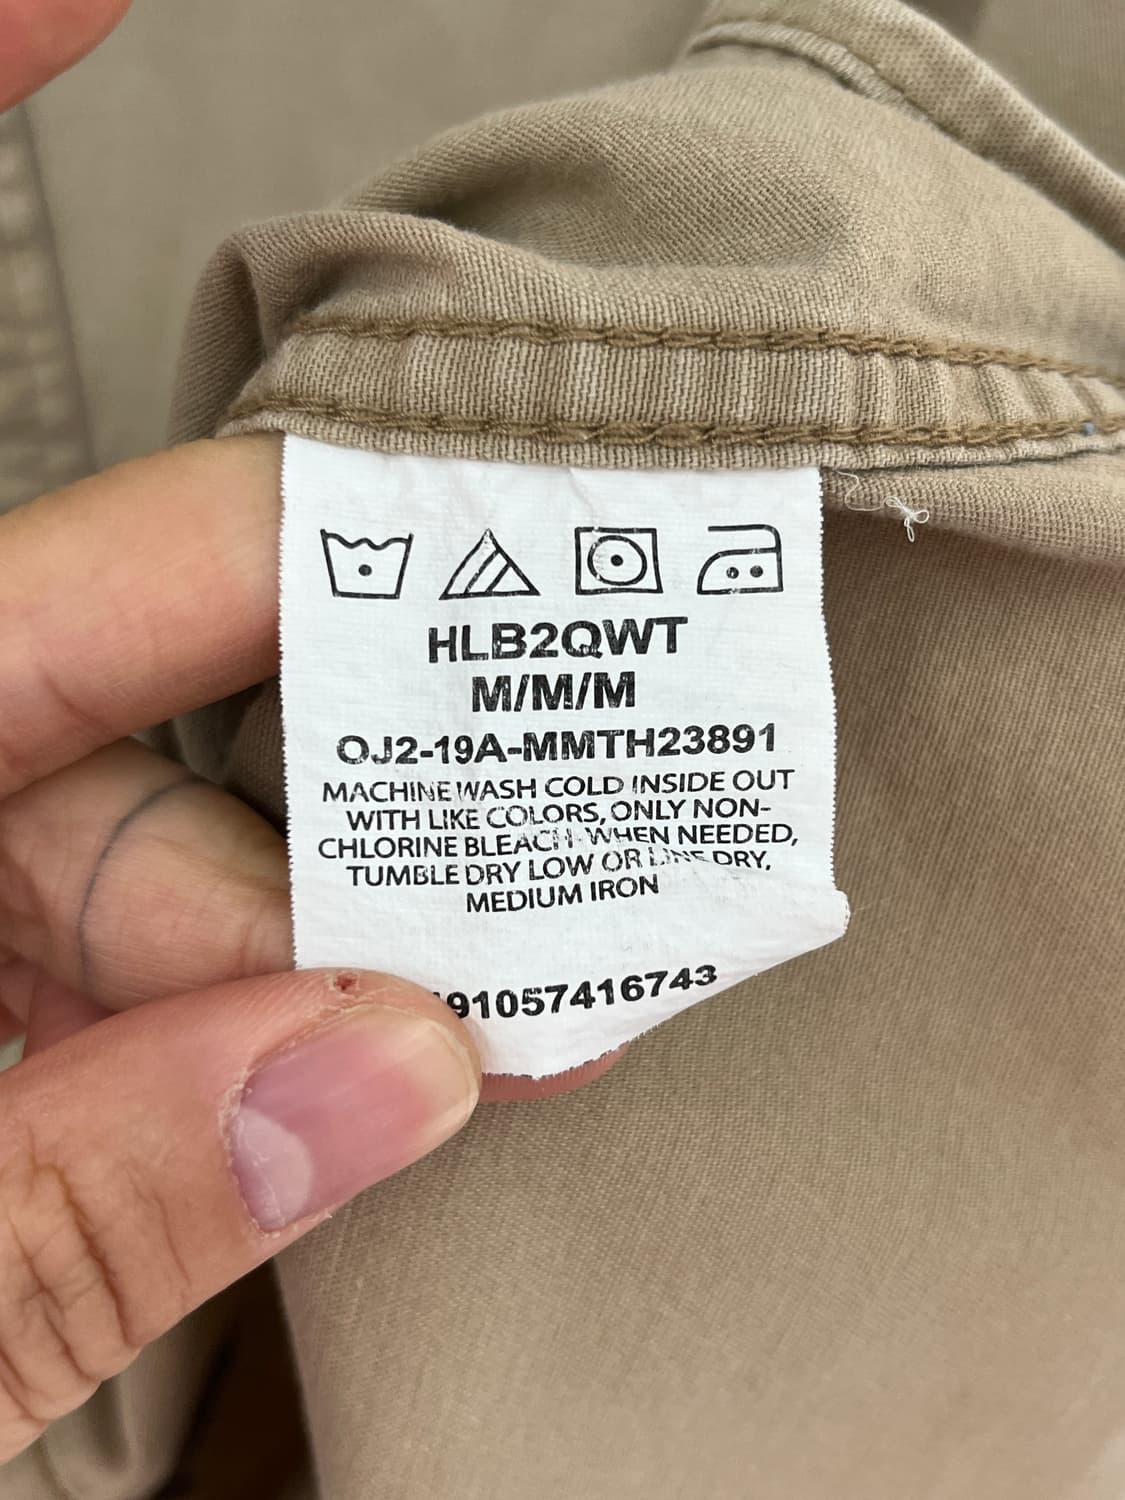 HLB2QWT
M/M/M
OJ2-19A-MMTH23891
MACHINE WASH COLD INSIDE OUT
WITH LIKE COLORS, ONLY NON-
CHLORINE BLEACH WHEN NEEDED,
TUMBLE DRY LOW OR LINE DRY,
MEDIUM IRON
91057416743